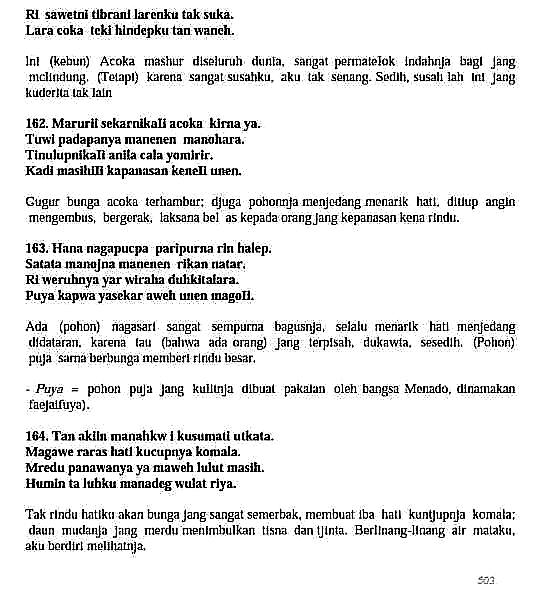 Ri sawetni tibrani larenku tak suka.
Lara coka teki hindepku tan waneh.
Ini (kebun) Acoka mashur diseluruh dunia, sangat permatelok indahnja bagi jang
melindung. (Tetapi) karena sangat susahku, aku tak senang. Sedih, susah lah ini jang
kuderita tak lain
162. Maruril sekarnikali acoka kirna ya.
Tuwi padapanya manenen manohara.
Tinulupnikali anila cala yomirir.
Kadi masihili kapanasan keneli unen.
Gugur bunga acoka terhambur; djuga pohonnja menjedang menarik hati, ditiup angin
mengembus, bergerak, laksana bel as kepada orang jang kepanasan kena rindu.
163. Hana nagapucpa paripurna rin halep.
Satata manojna manenen rikan natar.
Ri weruhnya yar wiraha duhkitalara.
Puya kapwa yasekar aweh unen magoli.
Ada (pohon) nagasari sangat sempurna bagusnja, selalu menarik hati menjedang
didataran, karena tau (bahwa ada orang) jang terpisah, dukawta, sesedih. (Pohon)
puja sama berbunga memberi rindu besar.
- Puya = pohon puja jang kulitnja dibuat pakaian oleh bangsa Menado, dinamakan
faejaifuya).
164. Tan akiln manahkw i kusumati utkata.
Magawe raras hati kucupnya komala.
Mredu panawanya ya maweh lulut masih.
Humin ta luhku manadeg wulat riya.
Tak rindu hatiku akan bunga jang sangat semerbak, membuat iba hati kuntjupnja komala;
daun mudanja jang merdu menimbulkan tisna dan tjinta. Berlinang-linang air mataku,
aku berdiri melihatnja.
503